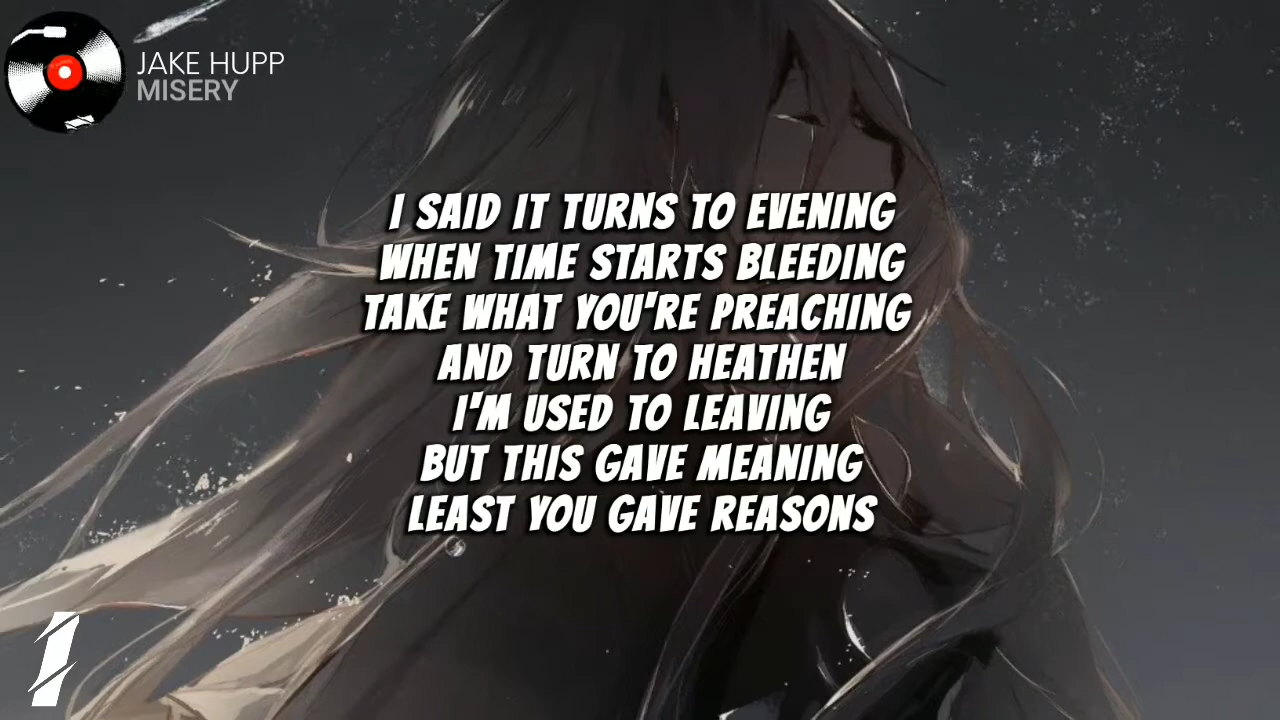 JAKE HUPP
MISERY
I SAID IT TURNS TO EVENING
WHEN TIME STARTS BLEEDING
TAKE WHAT YOU'RE PREACHING
AND TURN TO HEATHEN
I'M USED TO LEAVING
BUT THIS GAVE MEANING
LEAST YOU GAVE REASONS
1